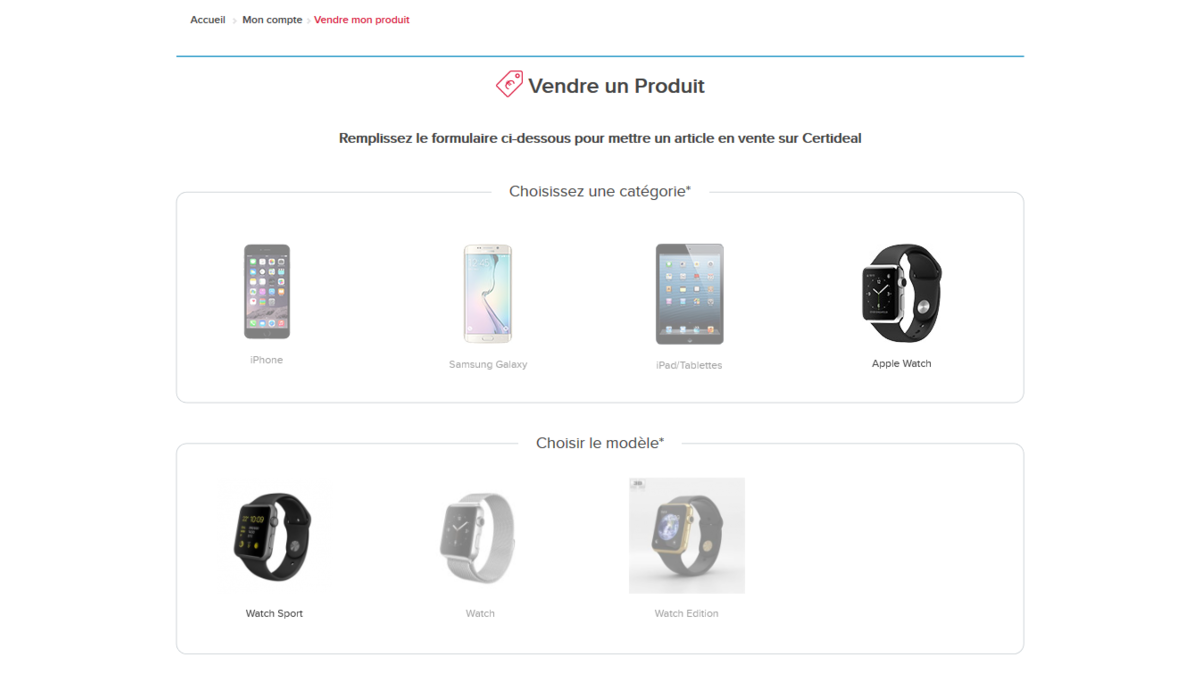 Accueil > Mon compte > Vendre mon produit
Vendre un Produit
Remplissez le formulaire ci-dessous pour mettre un article en vente sur Certideal
Choisissez une catégorie*
iPhone
Samsung Galaxy
iPad/Tablettes
Apple Watch
Choisir le modèle*
10:09
Watch Sport
Watch
Watch Edition